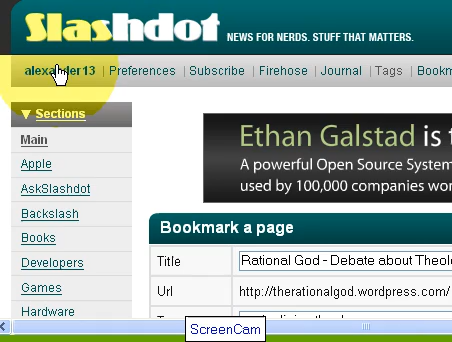 Slashdot NEWS FOR NERDS. STUFF THAT MATTERS.
alexander13 | Preferences | Subscribe | Firehose | Journal | Tags | Bookm
▼ Sections
Main
Apple
AskSlashdot
Backslash
Books
Developers
Games
Hardware
Ethan Galstad is t
A powerful Open Source System
used by 100,000 companies wor
Bookmark a page
Title Rational God - Debate about Theolo
Url http://therationalgod.wordpress.com/
ScreenCam